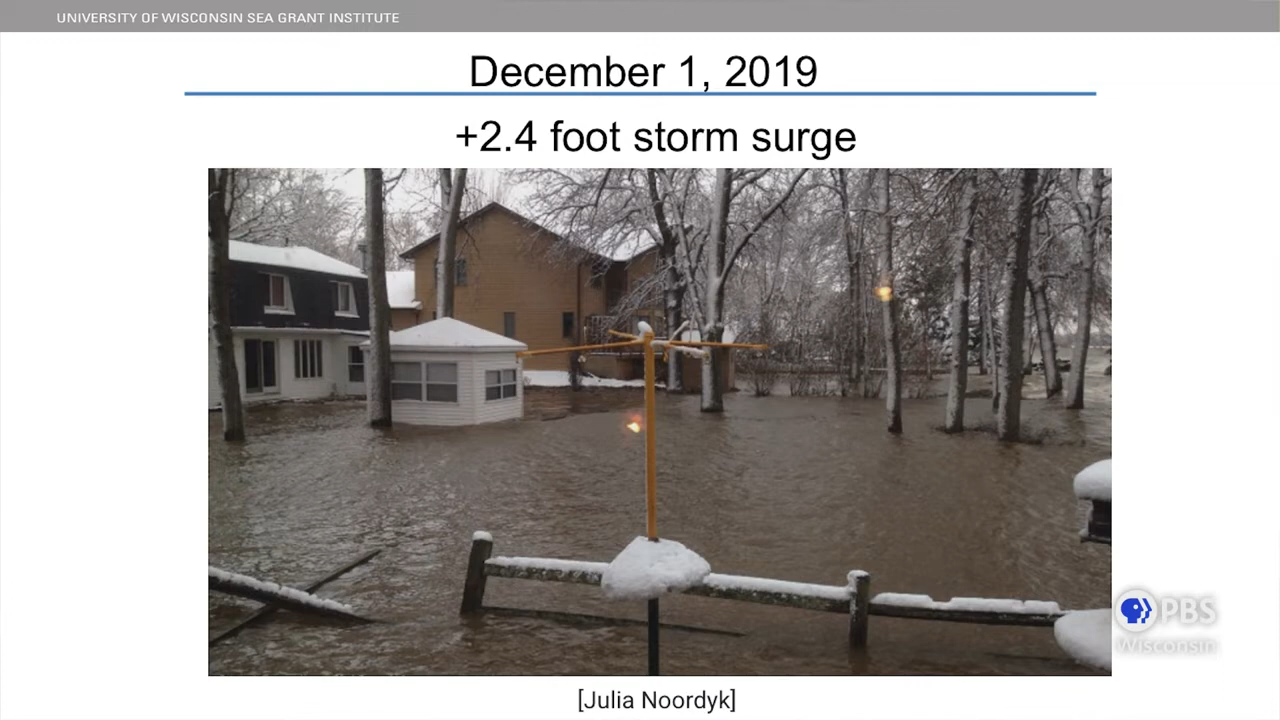 UNIVERSITY OF WISCONSIN SEA GRANT INSTITUTE
December 1, 2019
+2.4 foot storm surge
PBS
Wisconsin
[Julia Noordyk]